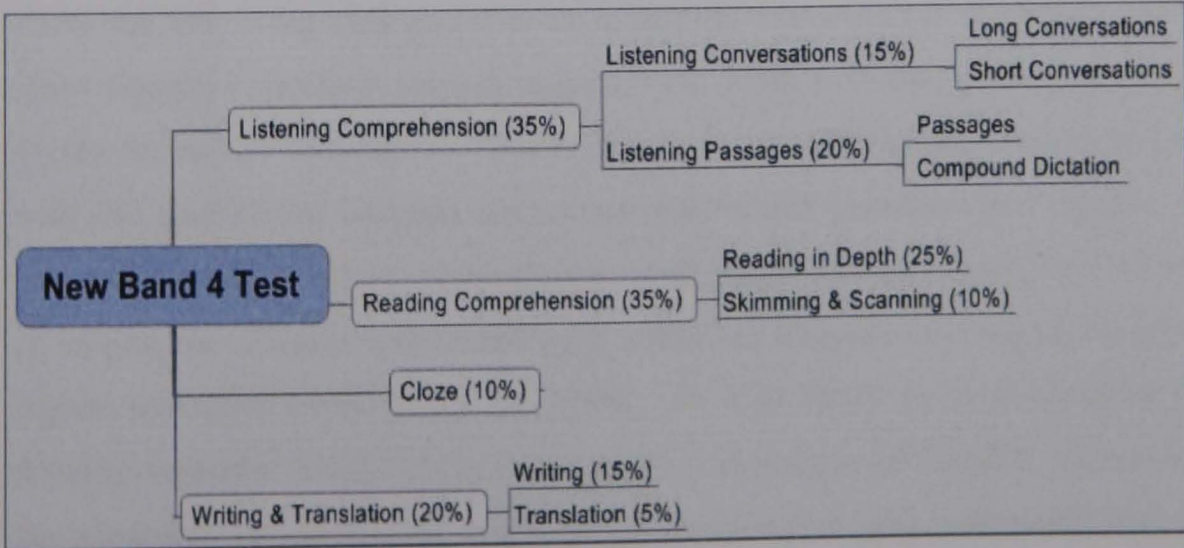 Long Conversations
Listening Conversations (15%)
Short Conversations
Listening Comprehension (35%)
Passages
Listening Passages (20%)
Compound Dictation
New Band 4 Test
Reading in Depth (25%)
Reading Comprehension (35%)
Skimming & Scanning (10%)
Cloze (10%)
Writing (15%)
Writing & Translation (20%)
Translation (5%)